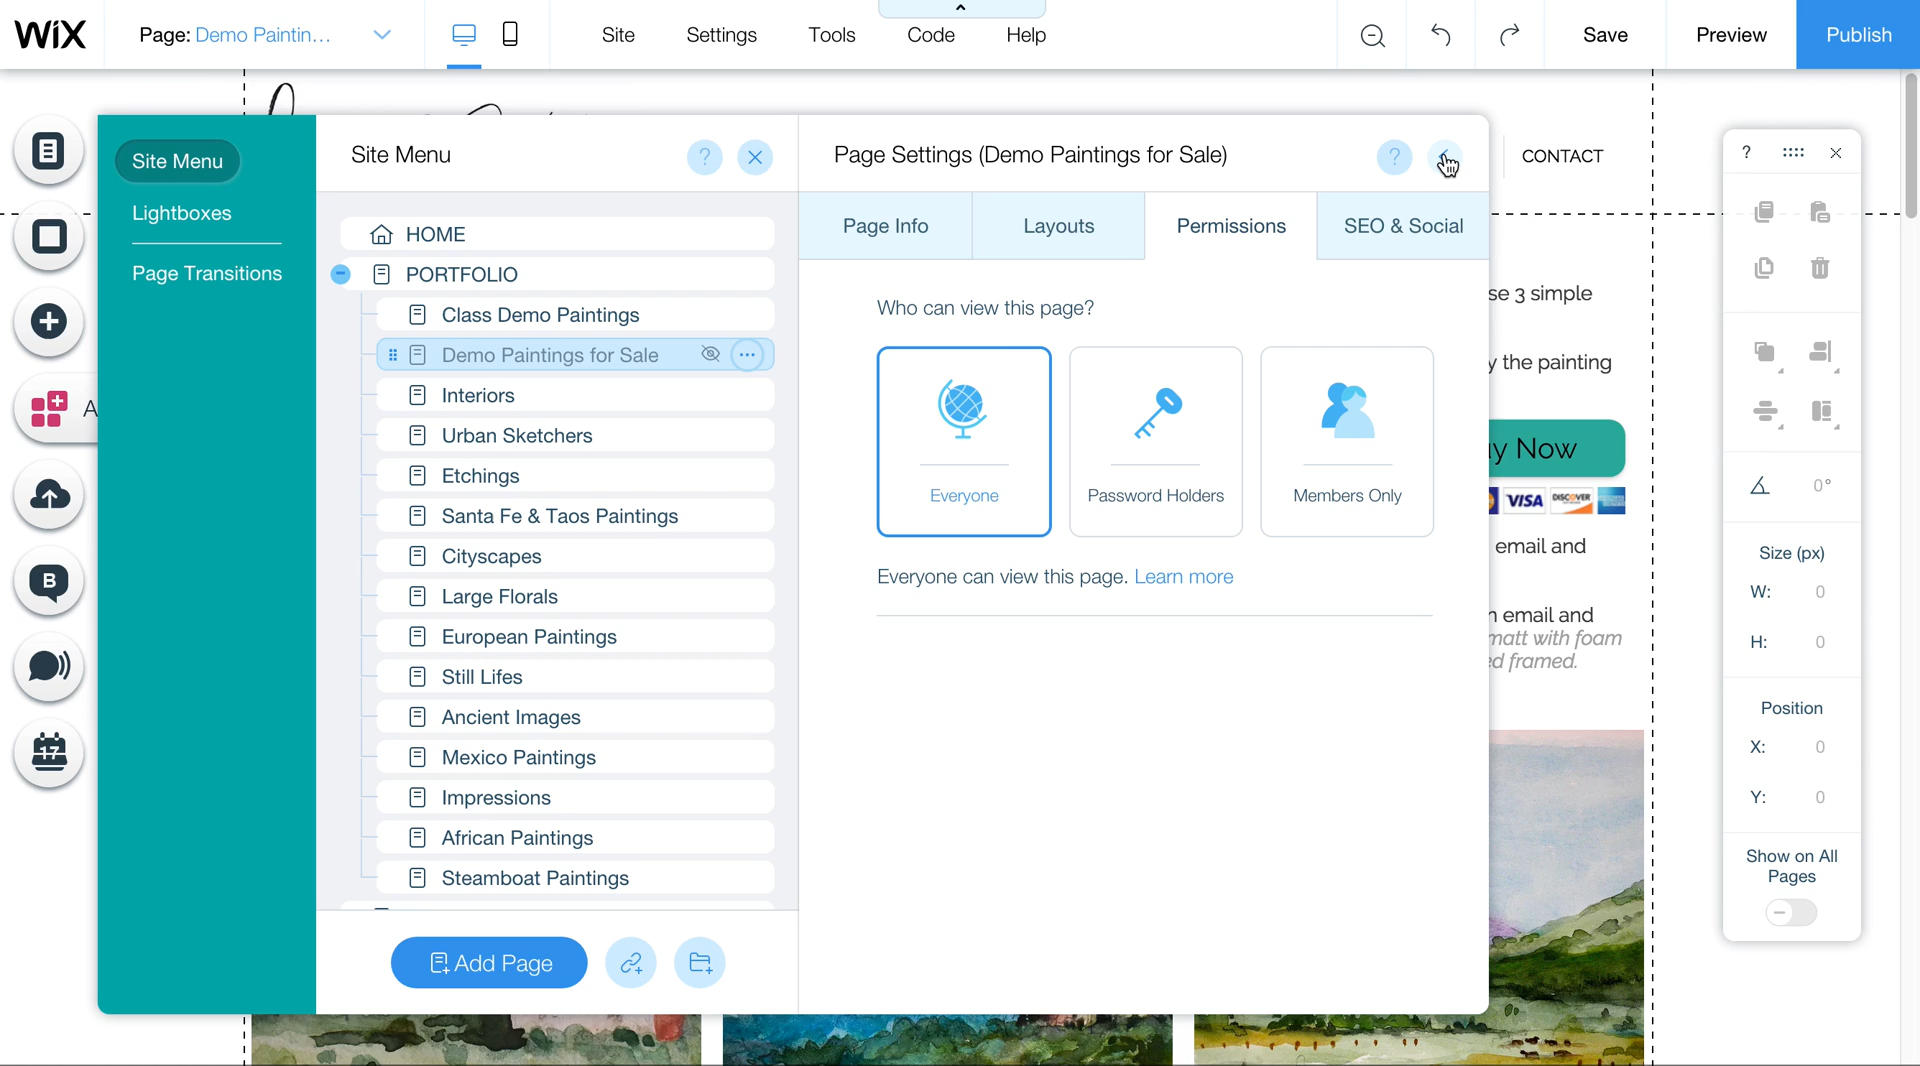 WiX
Page: Demo Paintin...
Site
Settings
Tools
Code
Help
Save
Preview
Publish
Site Menu
Lightboxes
Page Transitions
Site Menu
?
HOME
PORTFOLIO
Class Demo Paintings
Demo Paintings for Sale
Interiors
Urban Sketchers
Etchings
Santa Fe & Taos Paintings
Cityscapes
Large Florals
European Paintings
Still Lifes
Ancient Images
Mexico Paintings
Impressions
African Paintings
Steamboat Paintings
Add Page
Page Settings (Demo Paintings for Sale)
?
Page Info
Layouts
Permissions
SEO & Social
Who can view this page?
Everyone
Password Holders
Members Only
Everyone can view this page. Learn more
A
B
17
CONTACT
se 3 simple
y the painting
y Now
VISA
DISCOVER
email and
email and
matt with foam
ed framed.
?
0°
Size (px)
W: 0
H: 0
Position
X: 0
Y: 0
Show on All
Pages